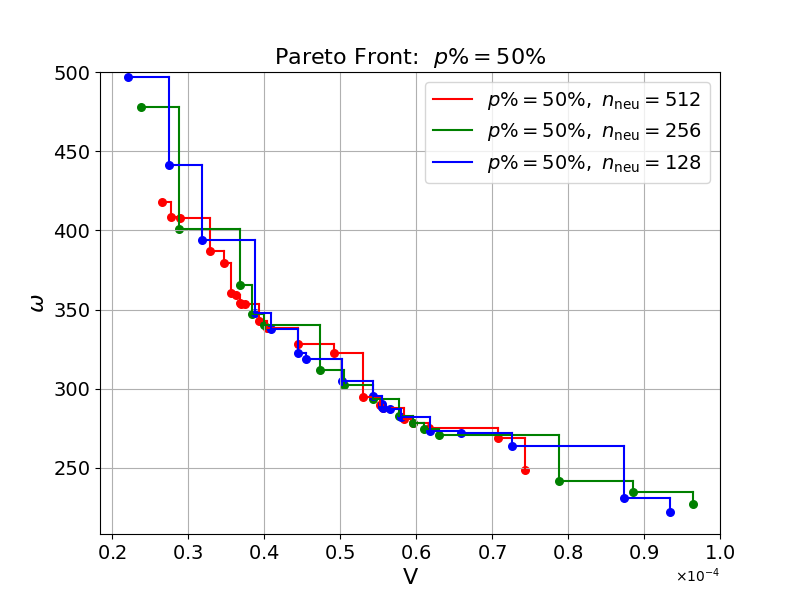 Pareto Front: p% = 50%
500
450
400
350
300
250
ω
p% = 50%, n_neu = 512
p% = 50%, n_neu = 256
p% = 50%, n_neu = 128
0.2 0.3 0.4 0.5 0.6 0.7 0.8 0.9 1.0
V
×10⁻⁴